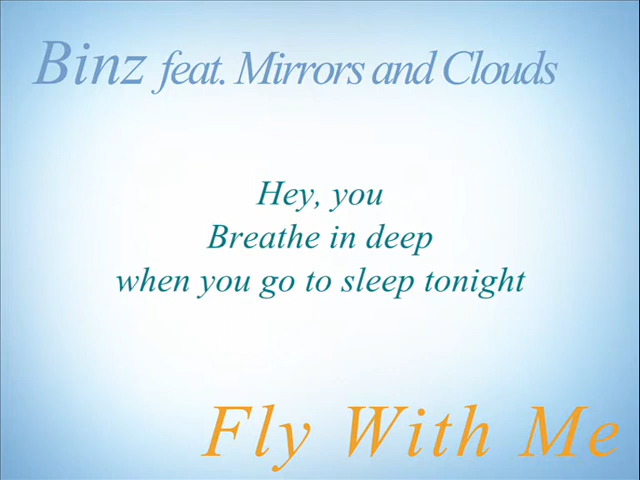 Binz feat. Mirrors and Clouds
Hey, you
Breathe in deep
when you go to sleep tonight
Fly With Me